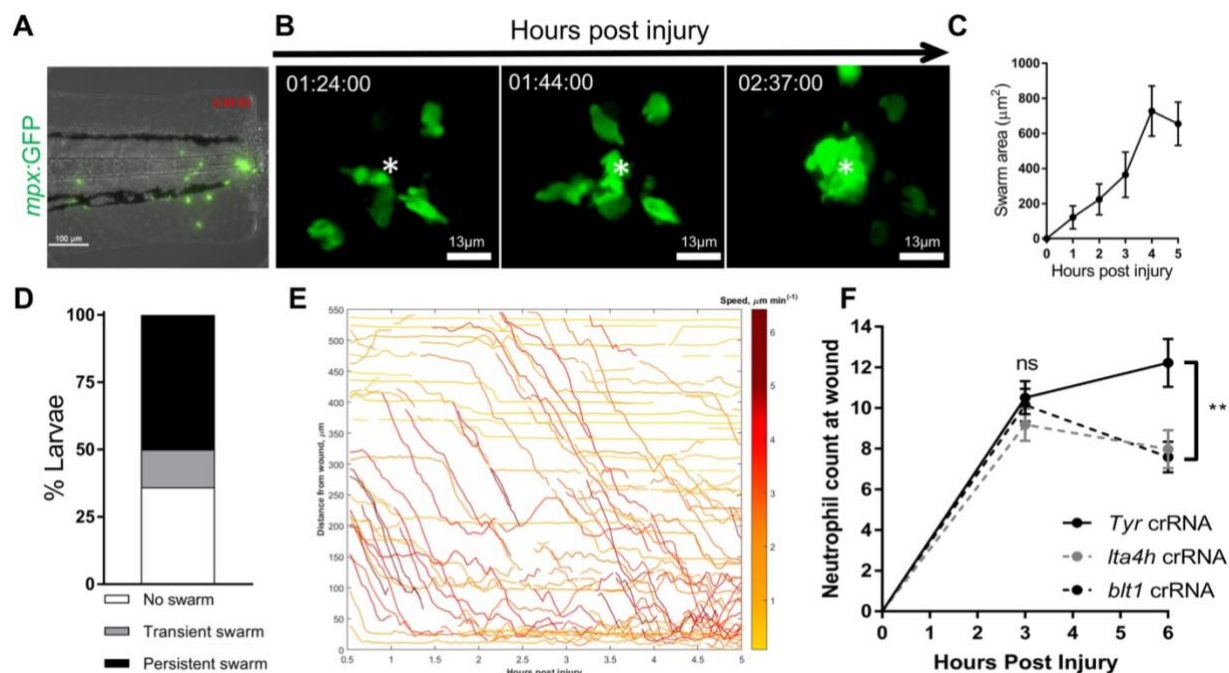 A
mpx:GFP
100 µm
B
Hours post injury
01:24:00
*
13µm
01:44:00
*
13µm
02:37:00
*
13µm
C
Swarm area (µm²)
1000
800
600
400
200
0
0 1 2 3 4 5
Hours post injury
D
% Larvae
100
75
50
25
0
No swarm
Transient swarm
Persistent swarm
E
Speed, µm min(-1)
Distance from wound, µm
550
500
450
400
350
300
250
200
150
100
50
0
0.5 1 1.5 2 2.5 3 3.5 4 4.5 5
Hours post injury
6
5
4
3
2
1
F
Neutrophil count at wound
14
12
10
8
6
4
2
0
0 1 2 3 4 5 6
Hours Post Injury
ns
**
Tyr crRNA
lta4h crRNA
blt1 crRNA